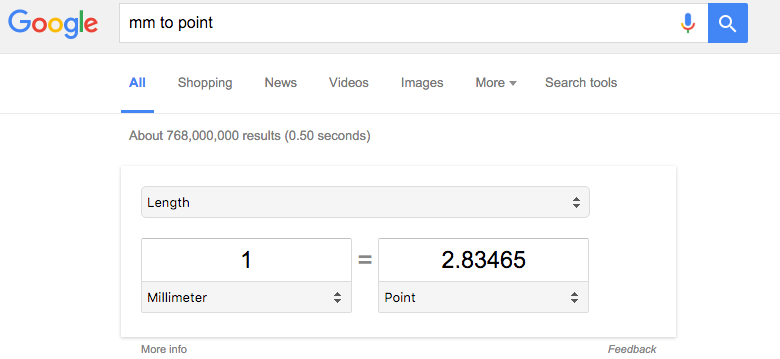 Google mm to point
All Shopping News Videos Images More Search tools
About 768,000,000 results (0.50 seconds)
Length
1 = 2.83465
Millimeter Point
More info Feedback